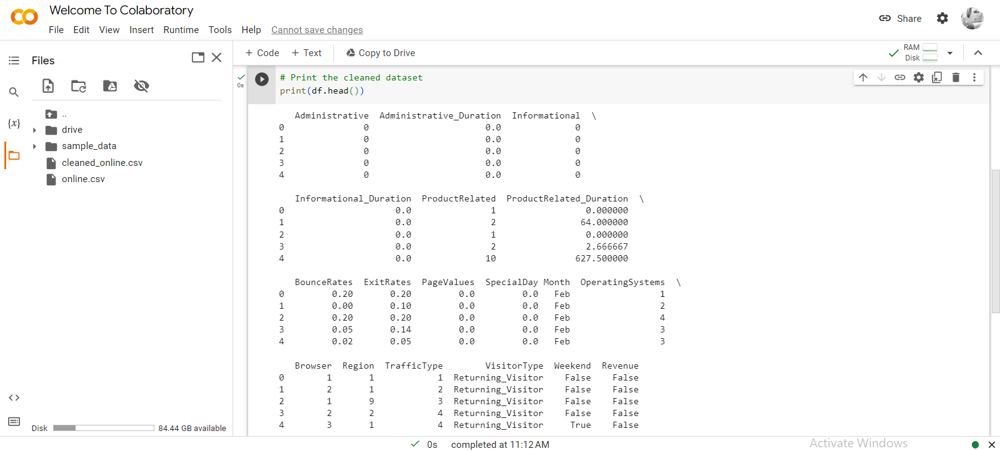 Welcome To Colaboratory
File Edit View Insert Runtime Tools Help Cannot save changes
Share
Files
+ Code + Text Copy to Drive
RAM
Disk
..
drive
sample_data
cleaned_online.csv
online.csv
{x}
<>
Disk 84.44 GB available
0s
# Print the cleaned dataset
print(df.head())
Administrative Administrative_Duration Informational \
0 0 0.0 0
1 0 0.0 0
2 0 0.0 0
3 0 0.0 0
4 0 0.0 0
Informational_Duration ProductRelated ProductRelated_Duration \
0 0.0 1 0.000000
1 0.0 2 64.000000
2 0.0 1 0.000000
3 0.0 2 2.666667
4 0.0 10 627.500000
BounceRates ExitRates PageValues SpecialDay Month OperatingSystems \
0 0.20 0.20 0.0 0.0 Feb 1
1 0.00 0.10 0.0 0.0 Feb 2
2 0.20 0.20 0.0 0.0 Feb 4
3 0.05 0.14 0.0 0.0 Feb 3
4 0.02 0.05 0.0 0.0 Feb 3
Browser Region TrafficType VisitorType Weekend Revenue
0 1 1 1 Returning_Visitor False False
1 2 1 2 Returning_Visitor False False
2 1 9 3 Returning_Visitor False False
3 2 2 4 Returning_Visitor False False
4 3 1 4 Returning_Visitor True False
0s completed at 11:12 AM
Activate Windows